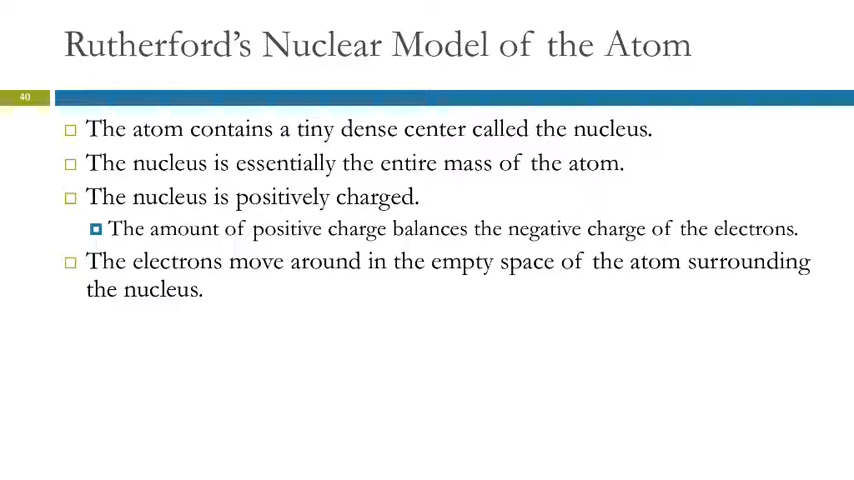 Rutherford's Nuclear Model of the Atom
40
The atom contains a tiny dense center called the nucleus.
The nucleus is essentially the entire mass of the atom.
The nucleus is positively charged.
The amount of positive charge balances the negative charge of the electrons.
The electrons move around in the empty space of the atom surrounding
the nucleus.